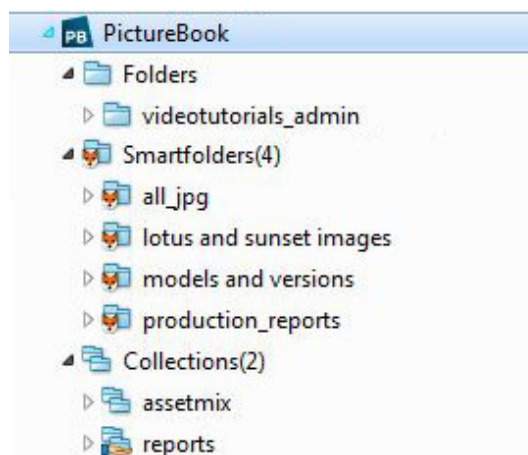 PB PictureBook
Folders
videotutorials_admin
Smartfolders(4)
all_jpg
lotus and sunset images
models and versions
production_reports
Collections(2)
assetmix
reports